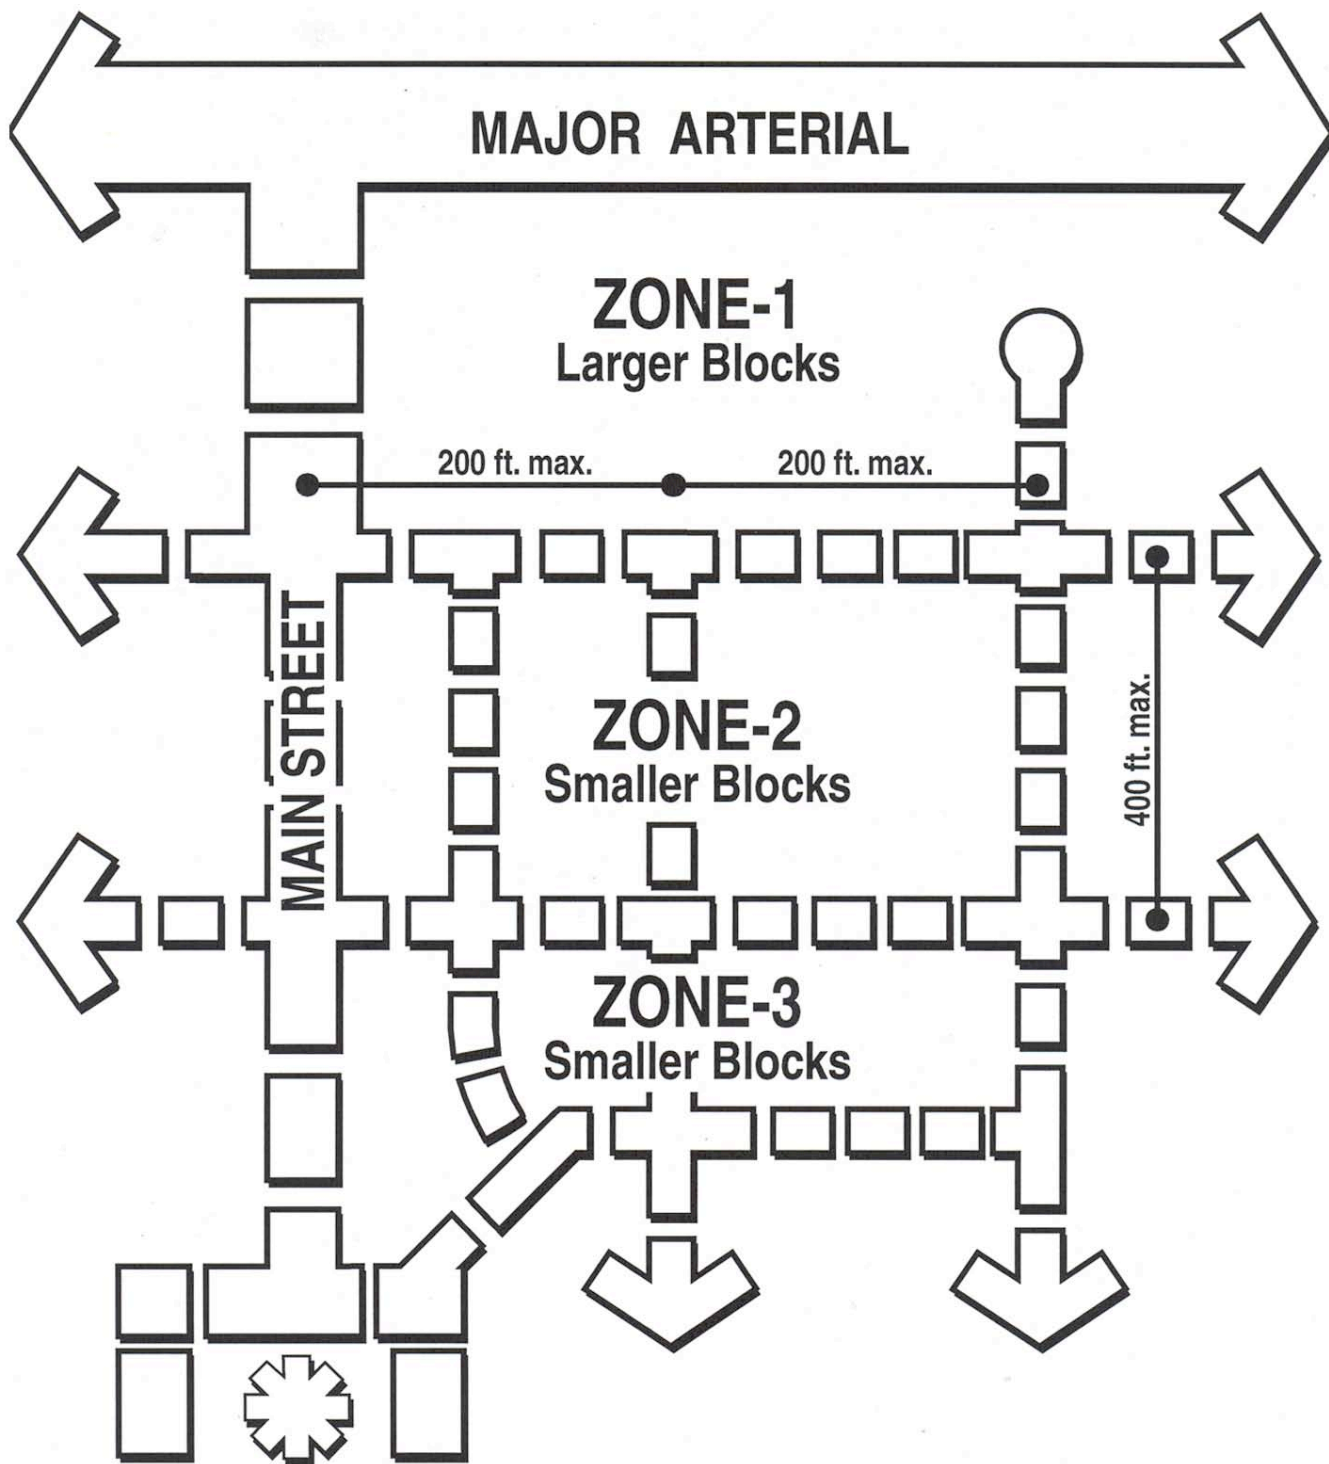 MAJOR ARTERIAL
ZONE-1
Larger Blocks
200 ft. max.
200 ft. max.
MAIN STREET
ZONE-2
Smaller Blocks
400 ft. max.
ZONE-3
Smaller Blocks